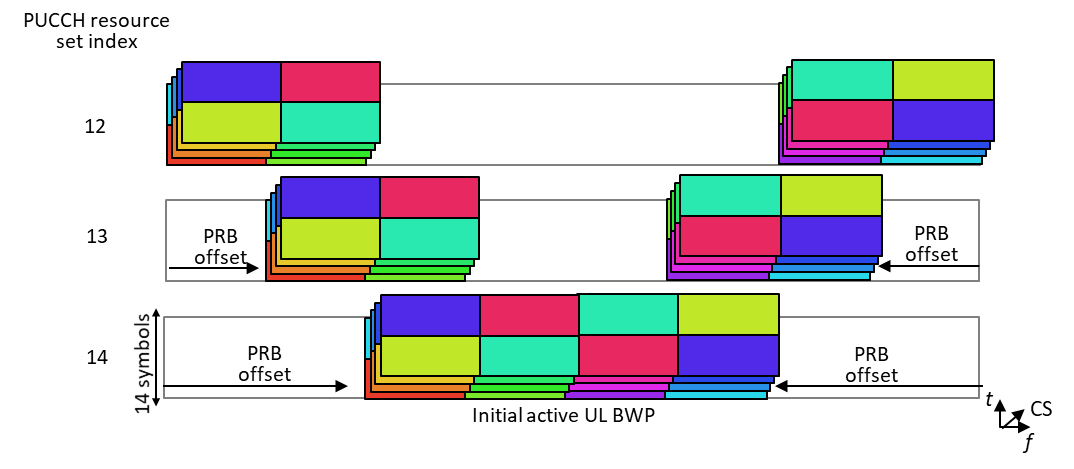 PUCCH resource
set index
12
13
PRB
offset
PRB
offset
14
14 symbols
PRB
offset
PRB
offset
Initial active UL BWP
t
CS
f